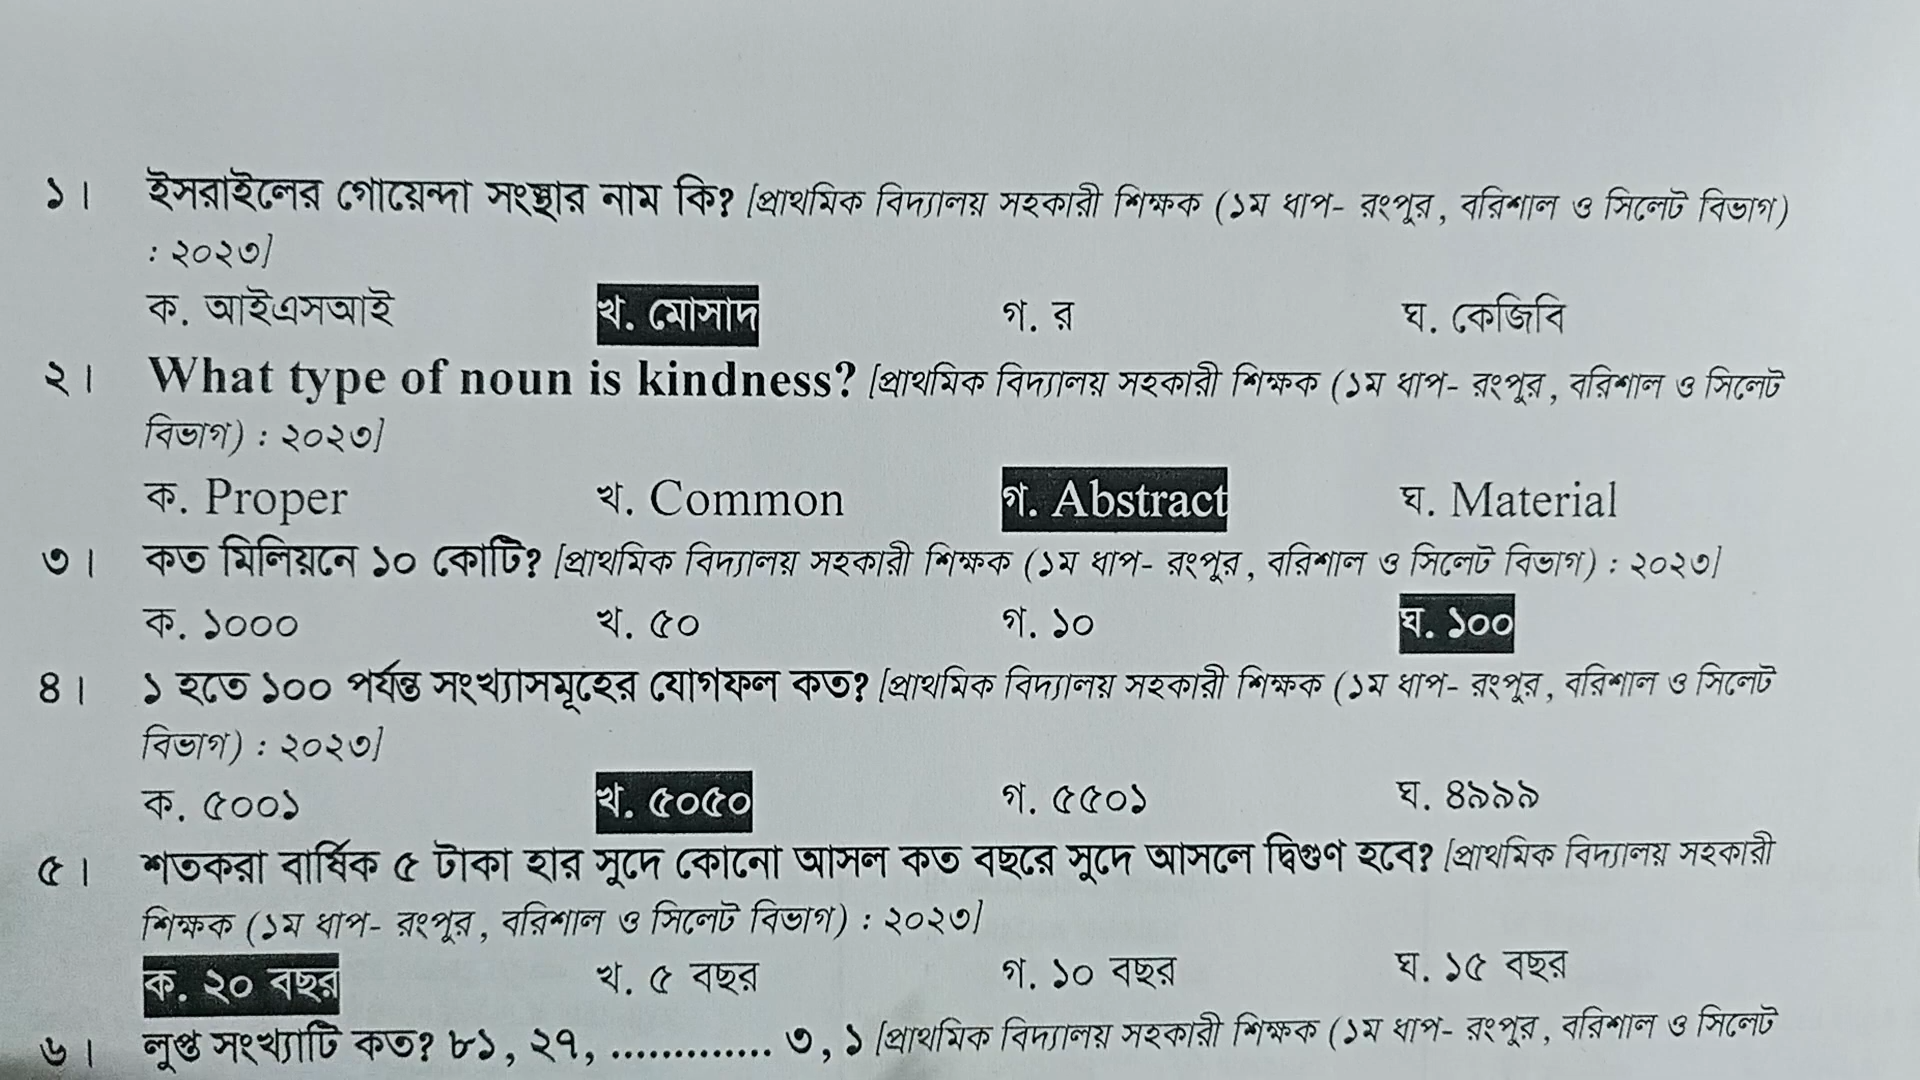 ১। ইসরাইলের গোয়েন্দা সংস্থার নাম কি? [প্রাথমিক বিদ্যালয় সহকারী শিক্ষক (১ম ধাপ- রংপুর, বরিশাল ও সিলেট বিভাগ)
: ২০২৩]
ক. আইএসআই খ. মোসাদ গ. র ঘ. কেজিবি
২। What type of noun is kindness? [প্রাথমিক বিদ্যালয় সহকারী শিক্ষক (১ম ধাপ- রংপুর, বরিশাল ও সিলেট
বিভাগ) : ২০২৩]
ক. Proper খ. Common গ. Abstract ঘ. Material
৩। কত মিলিয়নে ১০ কোটি? [প্রাথমিক বিদ্যালয় সহকারী শিক্ষক (১ম ধাপ- রংপুর, বরিশাল ও সিলেট বিভাগ) : ২০২৩]
ক. ১০০০ খ. ৫০ গ. ১০ ঘ. ১০০
৪। ১ হতে ১০০ পর্যন্ত সংখ্যাসমূহের যোগফল কত? [প্রাথমিক বিদ্যালয় সহকারী শিক্ষক (১ম ধাপ- রংপুর, বরিশাল ও সিলেট
বিভাগ) : ২০২৩]
ক. ৫০০১ খ. ৫০৫০ গ. ৫৫০১ ঘ. ৪৯৯৯
৫। শতকরা বার্ষিক ৫ টাকা হার সুদে কোনো আসল কত বছরে সুদে আসলে দ্বিগুণ হবে? [প্রাথমিক বিদ্যালয় সহকারী
শিক্ষক (১ম ধাপ- রংপুর, বরিশাল ও সিলেট বিভাগ) : ২০২৩]
ক. ২০ বছর খ. ৫ বছর গ. ১০ বছর ঘ. ১৫ বছর
৬। লুপ্ত সংখ্যাটি কত? ৮১, ২৭, ............. ৩, ১ [প্রাথমিক বিদ্যালয় সহকারী শিক্ষক (১ম ধাপ- রংপুর, বরিশাল ও সিলেট